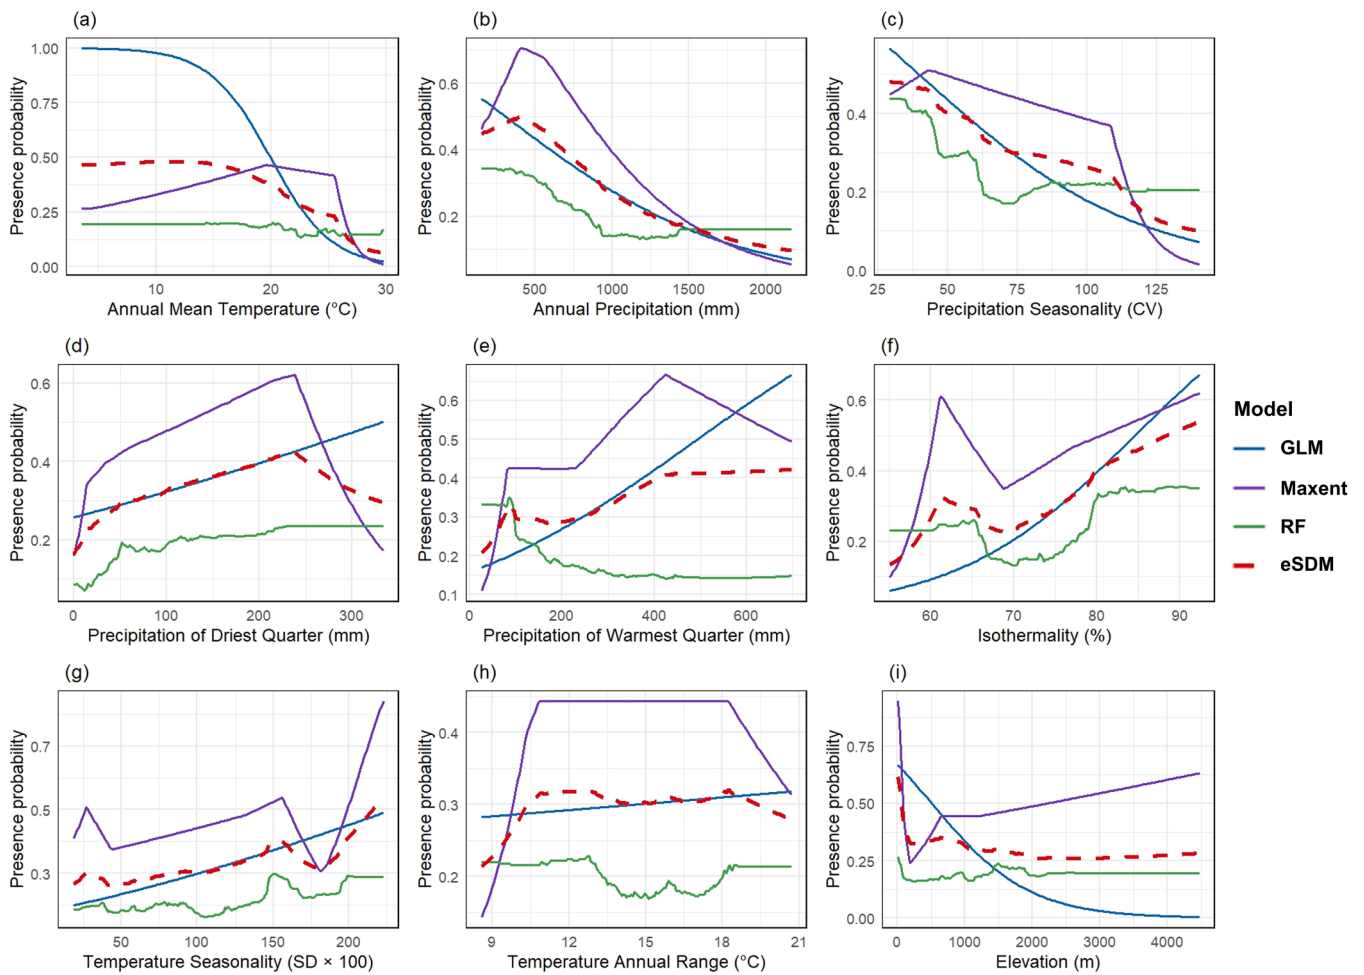 (a)
Presence probability
1.00
0.75
0.50
0.25
0.00
10
20
30
Annual Mean Temperature (°C)
(b)
Presence probability
0.6
0.4
0.2
500
1000
1500
2000
Annual Precipitation (mm)
(c)
Presence probability
0.4
0.2
0.0
25
50
75
100
125
Precipitation Seasonality (CV)
(d)
Presence probability
0.6
0.4
0.2
0
100
200
300
Precipitation of Driest Quarter (mm)
(e)
Presence probability
0.6
0.5
0.4
0.3
0.2
0.1
0
200
400
600
Precipitation of Warmest Quarter (mm)
(f)
Presence probability
0.6
0.4
0.2
60
70
80
90
Isothermality (%)
Model
GLM
Maxent
RF
eSDM
(g)
Presence probability
0.7
0.5
0.3
50
100
150
200
Temperature Seasonality (SD × 100)
(h)
Presence probability
0.4
0.3
0.2
9
12
15
18
21
Temperature Annual Range (°C)
(i)
Presence probability
0.75
0.50
0.25
0.00
0
1000
2000
3000
4000
Elevation (m)